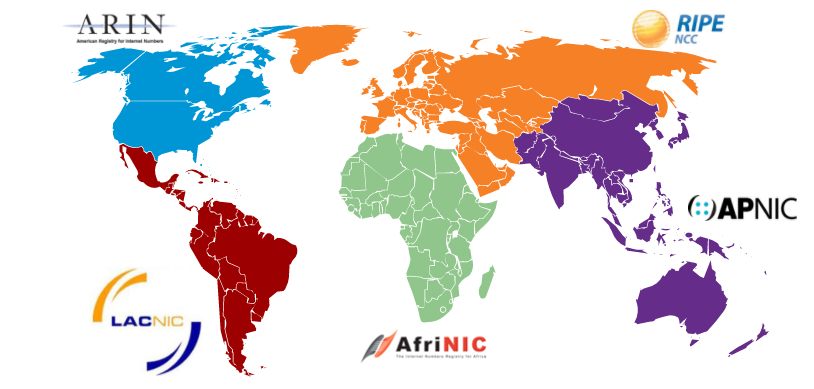 ARIN
American Registry for Internet Numbers
RIPE
NCC
APNIC
LACNIC
AfriNIC
The Internet Numbers Registry for Africa